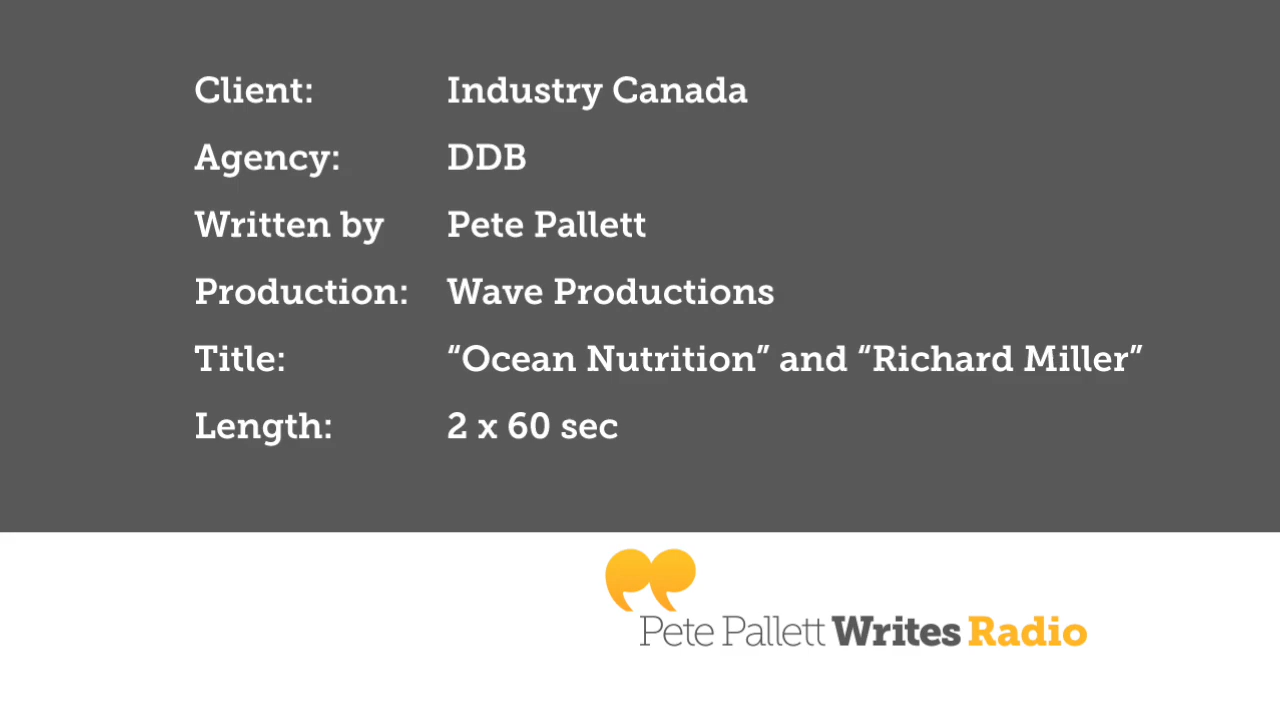 Client: Industry Canada
Agency: DDB
Written by Pete Pallett
Production: Wave Productions
Title: “Ocean Nutrition” and “Richard Miller”
Length: 2 x 60 sec
Pete Pallett Writes Radio